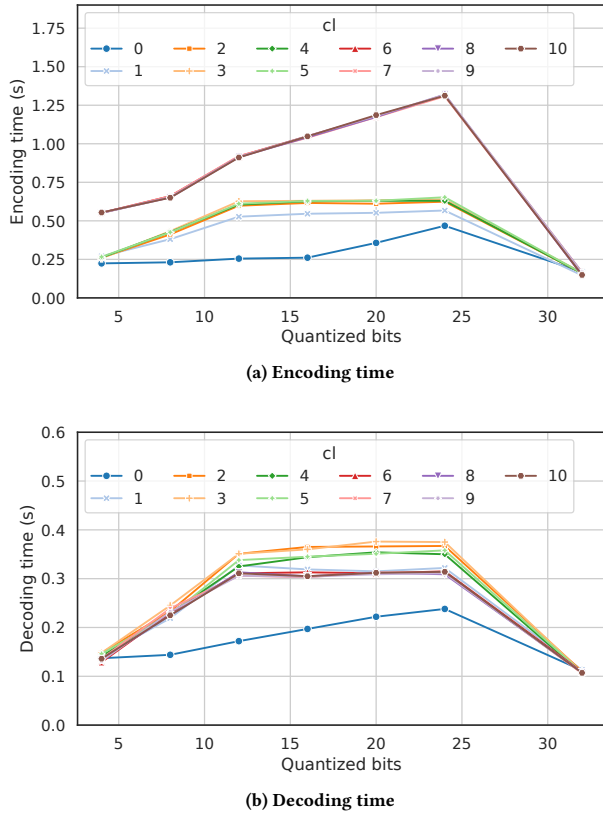 cl
0 2 4 6 8 10
1 3 5 7 9
1.75
1.50
1.25
1.00
0.75
0.50
0.25
0.00
Encoding time (s)
5 10 15 20 25 30
Quantized bits
(a) Encoding time
cl
0 2 4 6 8 10
1 3 5 7 9
0.6
0.5
0.4
0.3
0.2
0.1
0.0
Decoding time (s)
5 10 15 20 25 30
Quantized bits
(b) Decoding time